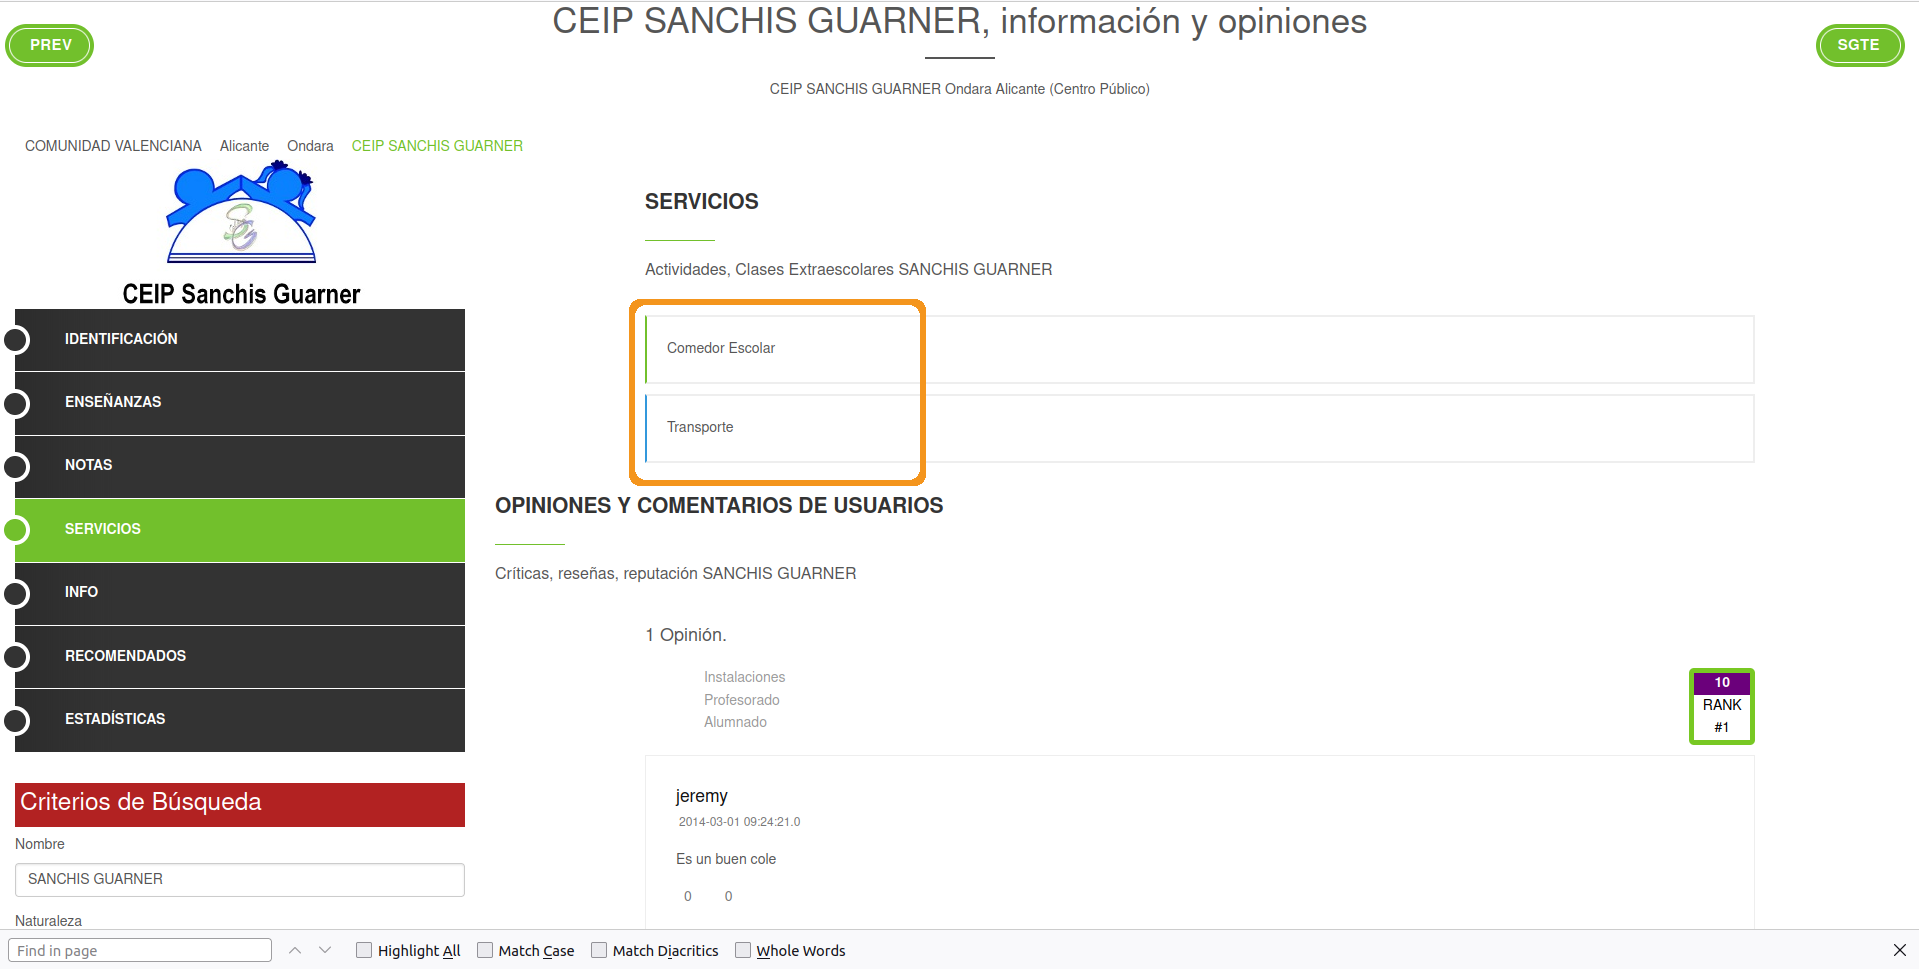 CEIP SANCHIS GUARNER, información y opiniones
PREV
SGTE
CEIP SANCHIS GUARNER Ondara Alicante (Centro Público)
COMUNIDAD VALENCIANA Alicante Ondara CEIP SANCHIS GUARNER
SG
CEIP Sanchis Guarner
IDENTIFICACIÓN
ENSEÑANZAS
NOTAS
SERVICIOS
INFO
RECOMENDADOS
ESTADÍSTICAS
Criterios de Búsqueda
Nombre
SANCHIS GUARNER
Naturaleza
SERVICIOS
Actividades, Clases Extraescolares SANCHIS GUARNER
Comedor Escolar
Transporte
OPINIONES Y COMENTARIOS DE USUARIOS
Críticas, reseñas, reputación SANCHIS GUARNER
1 Opinión.
Instalaciones
Profesorado
Alumnado
10
RANK
#1
jeremy
2014-03-01 09:24:21.0
Es un buen cole
0 0
Find in page Highlight All Match Case Match Diacritics Whole Words